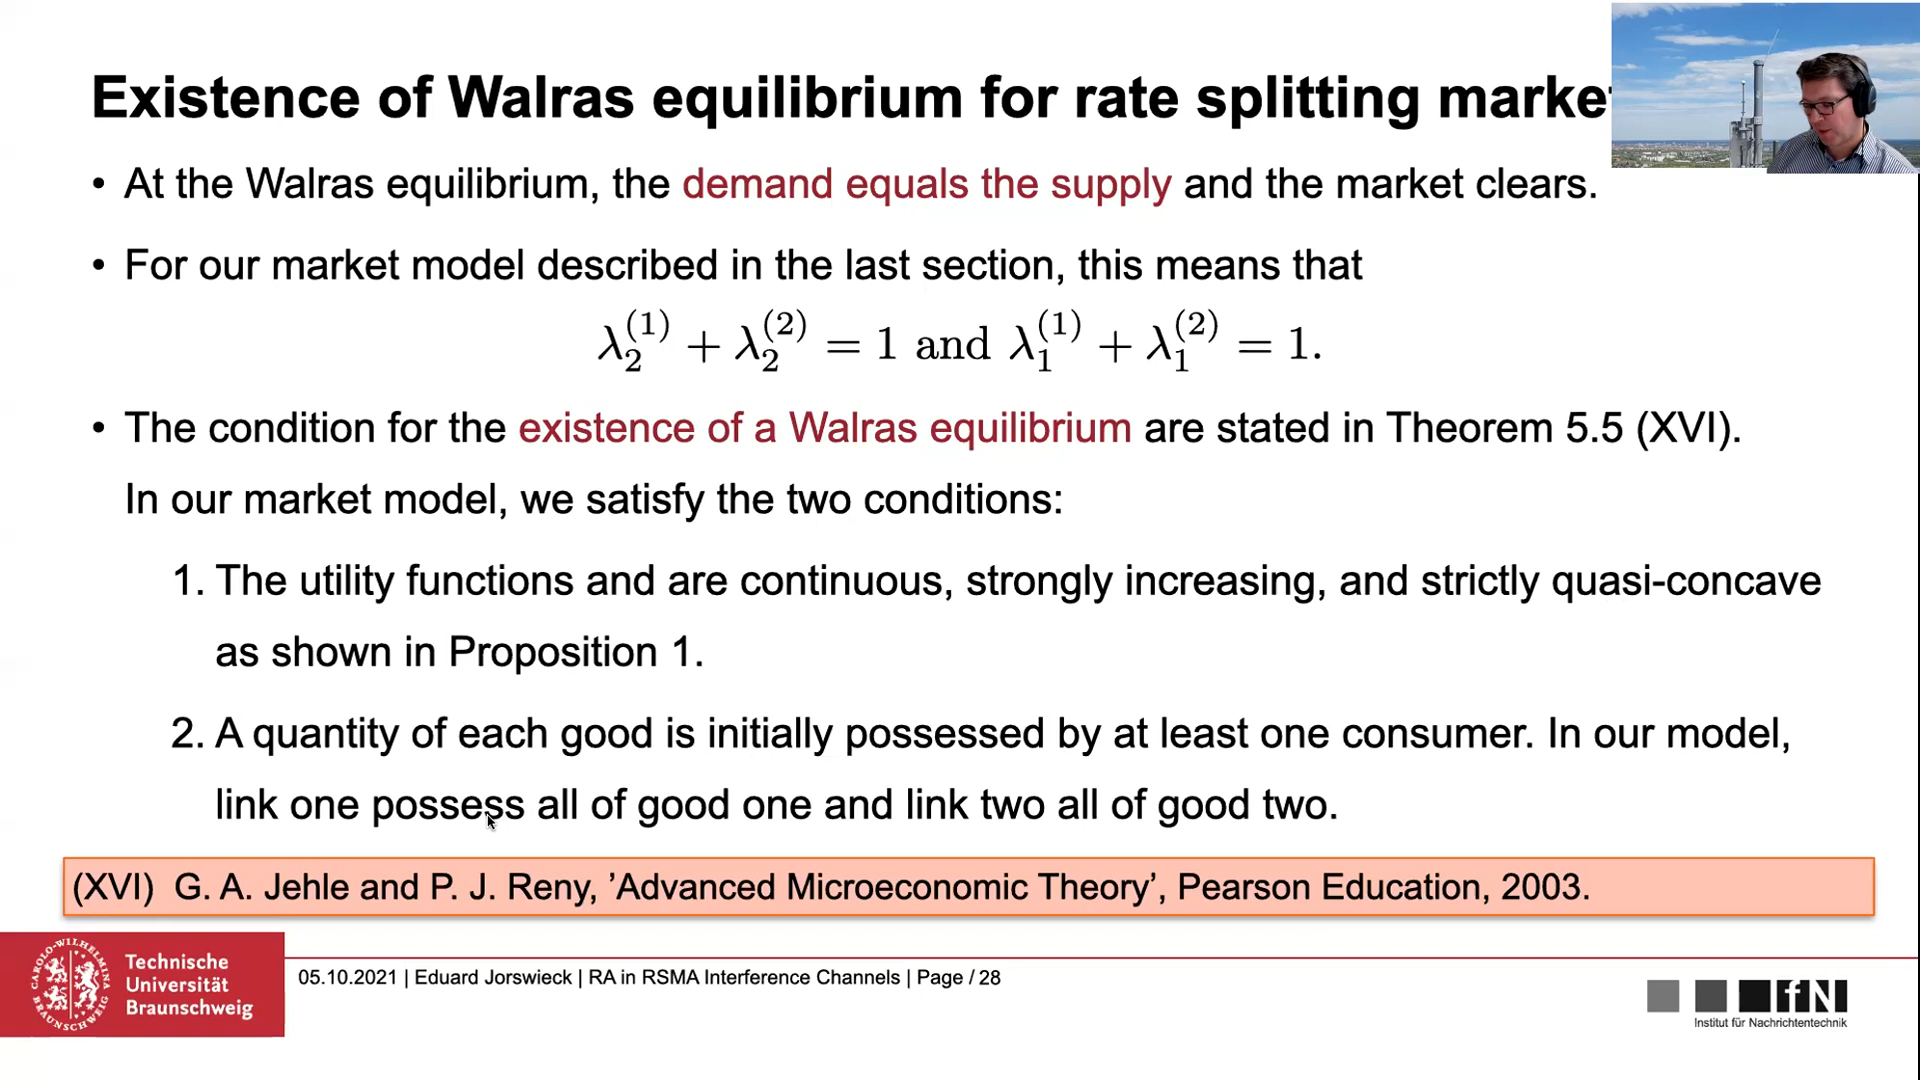 Existence of Walras equilibrium for rate splitting marke
• At the Walras equilibrium, the demand equals the supply and the market clears.
• For our market model described in the last section, this means that
λ₂⁽¹⁾ + λ₂⁽²⁾ = 1 and λ₁⁽¹⁾ + λ₁⁽²⁾ = 1.
• The condition for the existence of a Walras equilibrium are stated in Theorem 5.5 (XVI).
In our market model, we satisfy the two conditions:
1. The utility functions and are continuous, strongly increasing, and strictly quasi-concave
as shown in Proposition 1.
2. A quantity of each good is initially possessed by at least one consumer. In our model,
link one possess all of good one and link two all of good two.
(XVI) G. A. Jehle and P. J. Reny, ’Advanced Microeconomic Theory’, Pearson Education, 2003.
Technische
Universität
Braunschweig
05.10.2021 | Eduard Jorswieck | RA in RSMA Interference Channels | Page / 28
IfN
Institut für Nachrichtentechnik